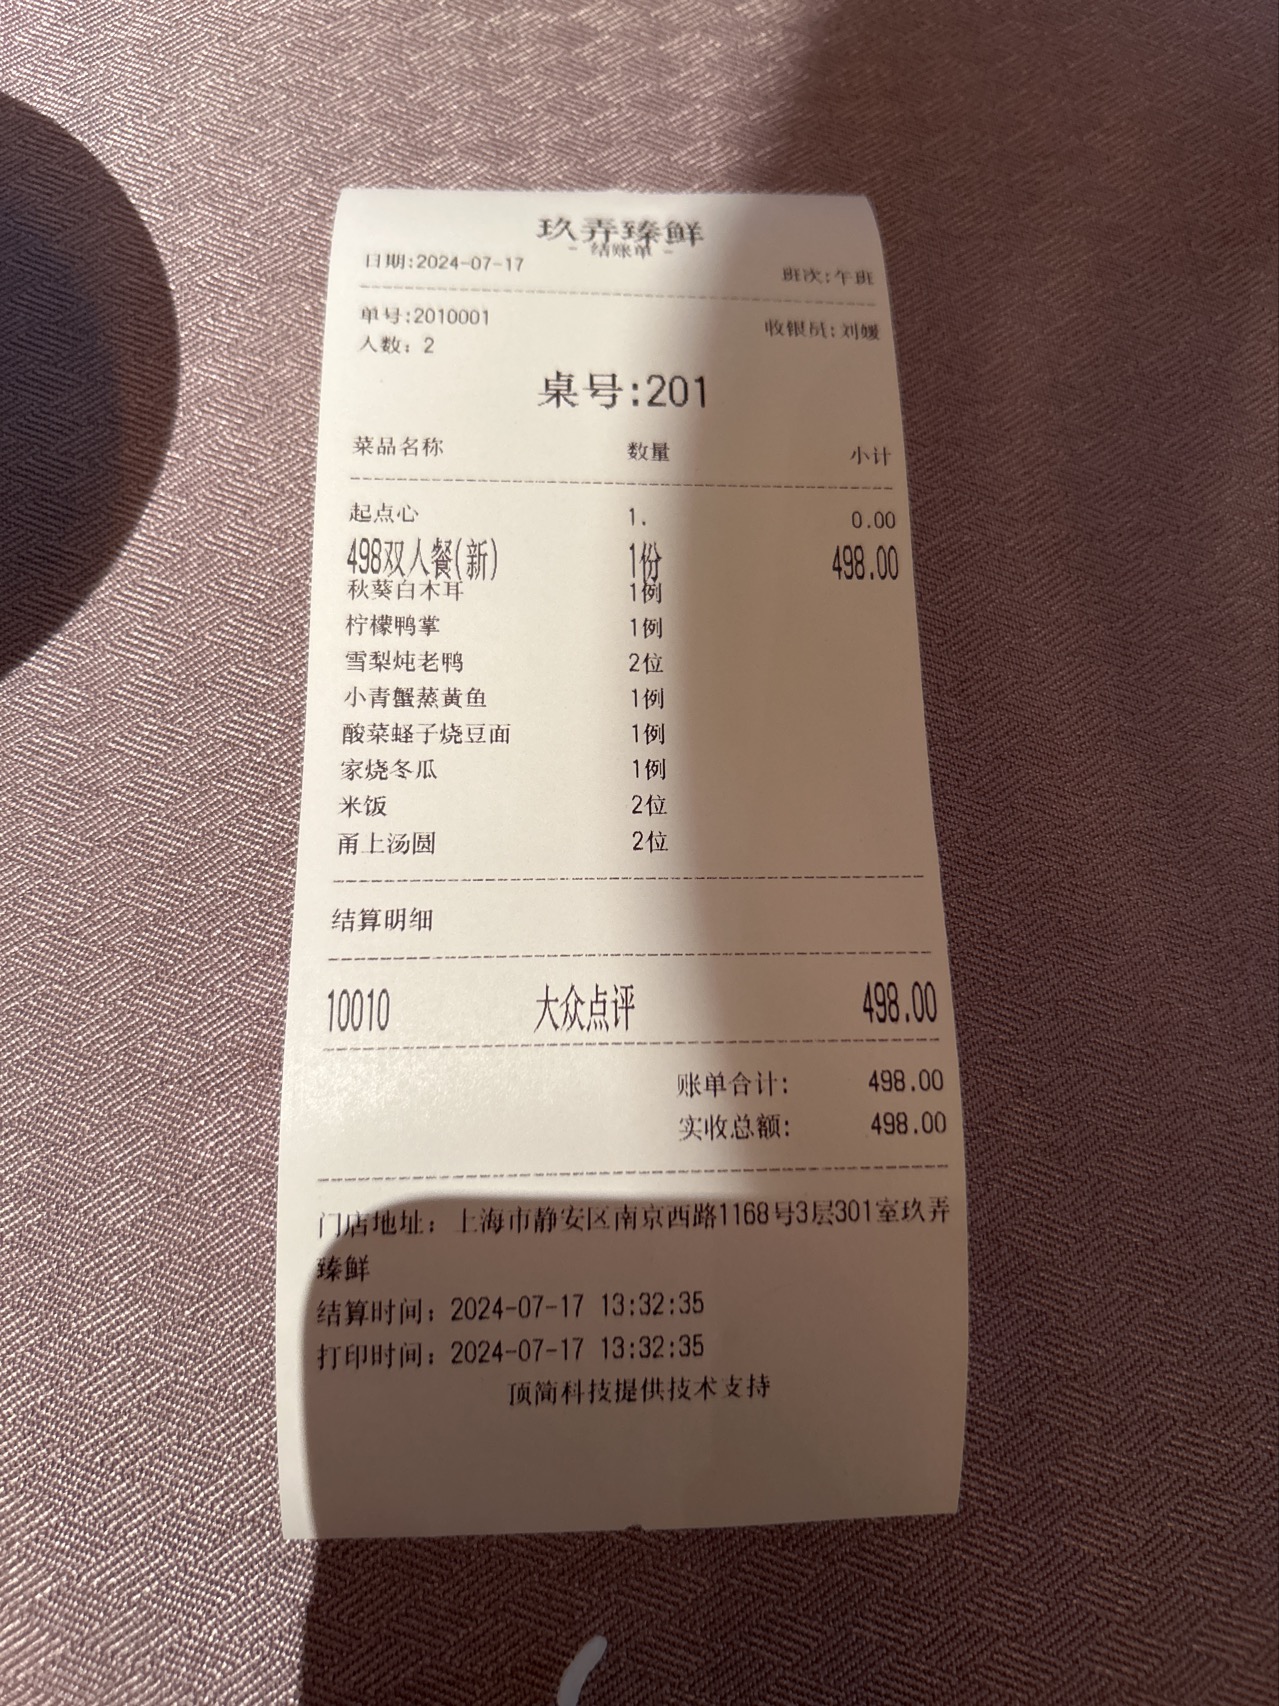 玖弄臻鲜
- 结账单 -
日期:2024-07-17 班次:午班
单号:2010001 收银员:刘媛
人数: 2
桌号:201
菜品名称 数量 小计
起点心 1. 0.00
498双人餐(新) 1份 498.00
秋葵白木耳 1例
柠檬鸭掌 1例
雪梨炖老鸭 2位
小青蟹蒸黄鱼 1例
酸菜蛏子烧豆面 1例
家烧冬瓜 1例
米饭 2位
甬上汤圆 2位
结算明细
10010 大众点评 498.00
账单合计: 498.00
实收总额: 498.00
门店地址: 上海市静安区南京西路1168号3层301室玖弄
臻鲜
结算时间: 2024-07-17 13:32:35
打印时间: 2024-07-17 13:32:35
顶简科技提供技术支持